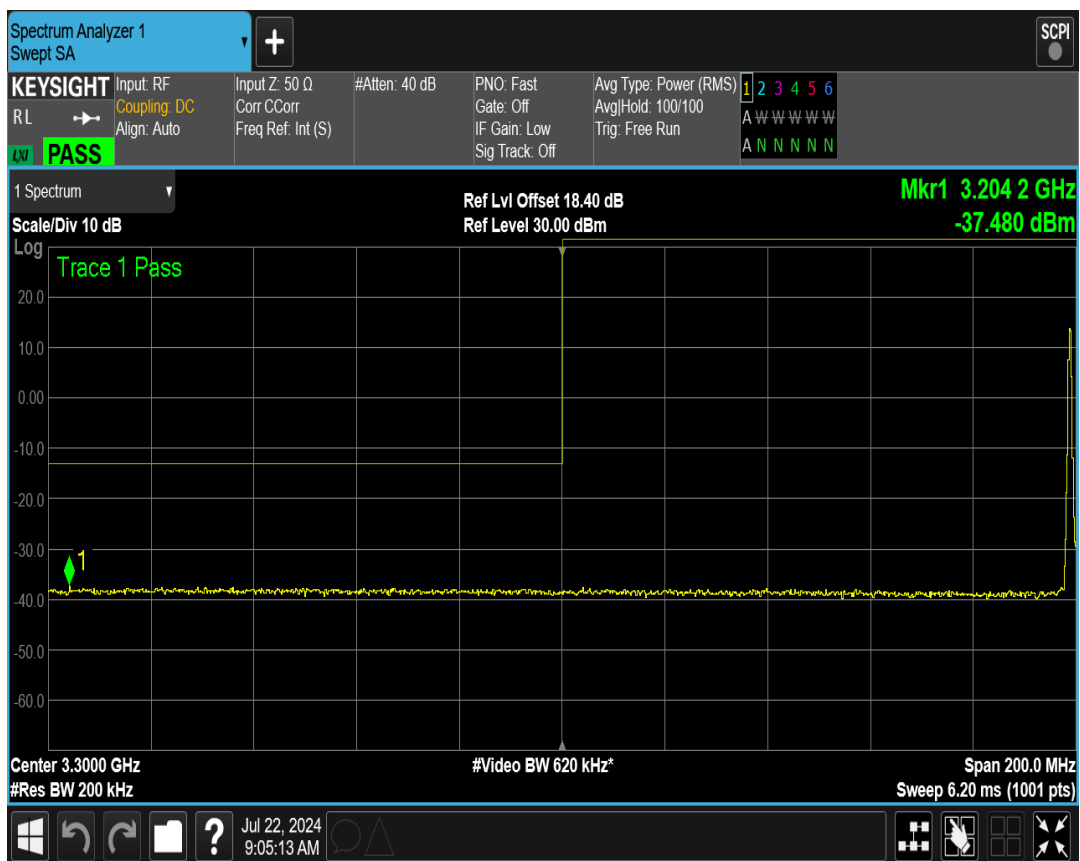 Spectrum Analyzer 1
Swept SA
+
SCPI
KEYSIGHT
RL
LXI PASS
Input: RF
Coupling: DC
Align: Auto
Input Z: 50 Ω
Corr CCorr
Freq Ref: Int (S)
#Atten: 40 dB
PNO: Fast
Gate: Off
IF Gain: Low
Sig Track: Off
Avg Type: Power (RMS)
Avg|Hold: 100/100
Trig: Free Run
1 2 3 4 5 6
A W W W W W
A N N N N N
1 Spectrum
Scale/Div 10 dB
Ref Lvl Offset 18.40 dB
Ref Level 30.00 dBm
Mkr1 3.204 2 GHz
-37.480 dBm
Log
Trace 1 Pass
20.0
10.0
0.00
-10.0
-20.0
-30.0
1
-40.0
-50.0
-60.0
Center 3.3000 GHz
#Res BW 200 kHz
#Video BW 620 kHz*
Span 200.0 MHz
Sweep 6.20 ms (1001 pts)
?
Jul 22, 2024
9:05:13 AM